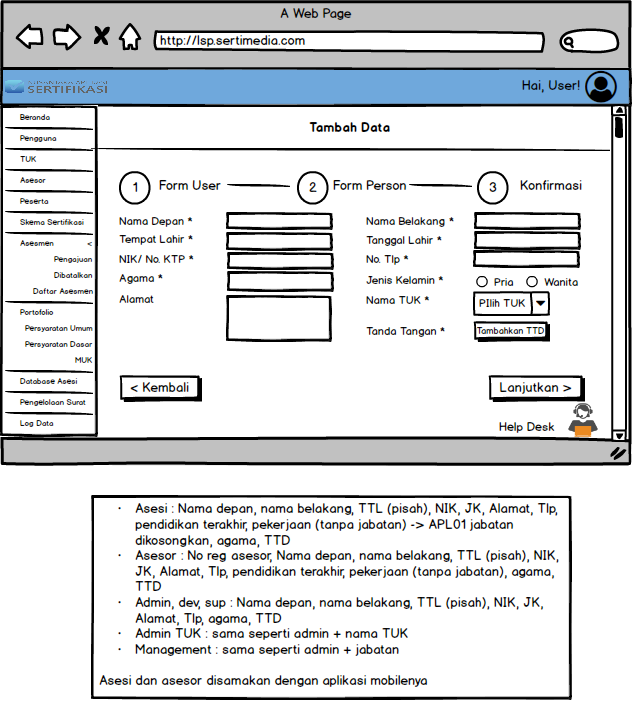 A Web Page
http://lsp.sertimedia.com
SERTIFIKASI
Hai, User!
Beranda
Pengguna
TUK
Asesor
Peserta
Skema Sertifikasi
Asesmen <
Pengajuan
Dibatalkan
Daftar Asesmen
Portofolio
Persyaratan Umum
Persyaratan Dasar
MUK
Database Asesi
Pengelolaan Surat
Log Data
Tambah Data
1 Form User 2 Form Person 3 Konfirmasi
Nama Depan * Nama Belakang *
Tempat Lahir * Tanggal Lahir *
NIK/ No. KTP * No. Tlp *
Agama * Jenis Kelamin * Pria Wanita
Alamat Nama TUK * PIlih TUK
Tanda Tangan * Tambahkan TTD
< Kembali Lanjutkan >
Help Desk
· Asesi : Nama depan, nama belakang, TTL (pisah), NIK, JK, Alamat, Tlp,
pendidikan terakhir, pekerjaan (tanpa jabatan) -> APL01 jabatan
dikosongkan, agama, TTD
· Asesor : No reg asesor, Nama depan, nama belakang, TTL (pisah), NIK,
JK, Alamat, Tlp, pendidikan terakhir, pekerjaan (tanpa jabatan), agama,
TTD
· Admin, dev, sup : Nama depan, nama belakang, TTL (pisah), NIK, JK,
Alamat, Tlp, agama, TTD
· Admin TUK : sama seperti admin + nama TUK
· Management : sama seperti admin + jabatan
Asesi dan asesor disamakan dengan aplikasi mobilenya